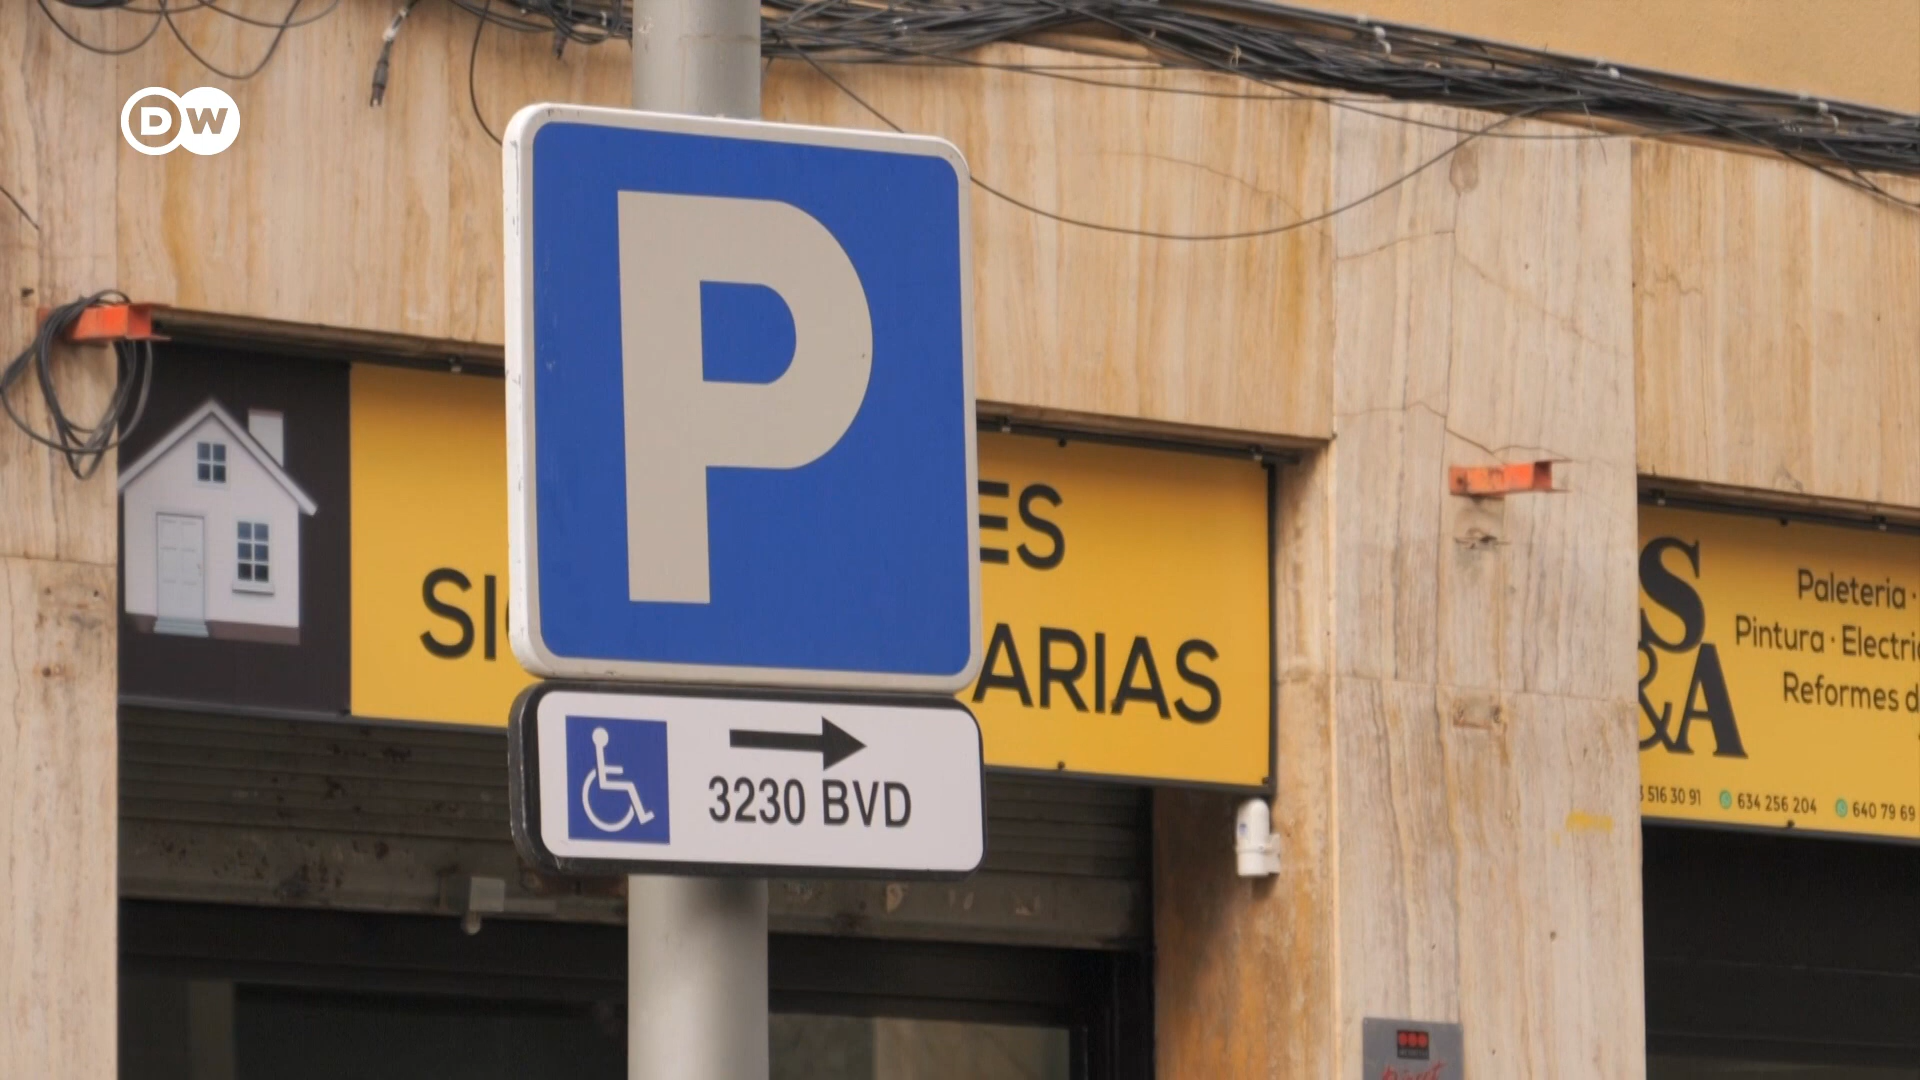 DW
P
3230 BVD
ES
SI
ARIAS
S
&A
Paleteria ·
Pintura · Electri
Reformes d
516 30 91
634 256 204
640 79 69